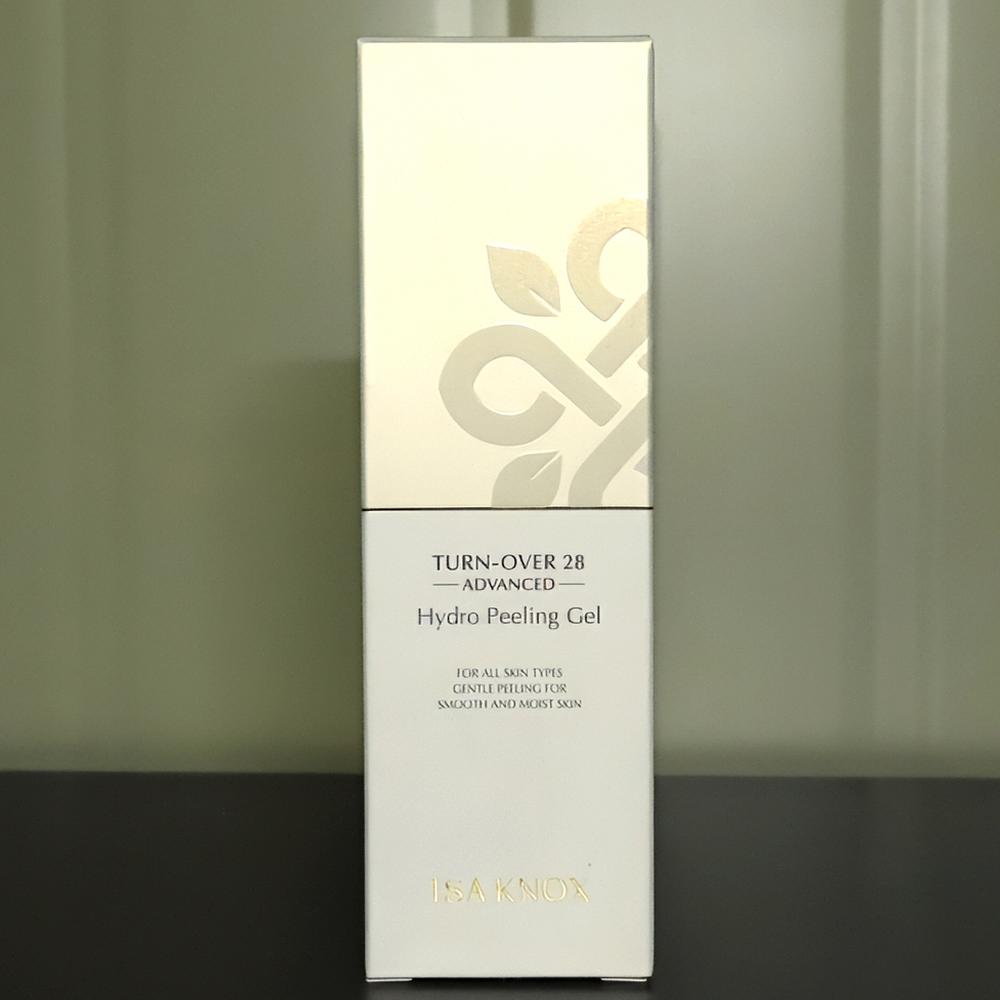 TURN-OVER 28
ADVANCED
Hydro Peeling Gel
FOR ALL SKIN TYPES
GENTLE PEELING FOR
SMOOTH AND MOIST SKIN
ISA KNOX